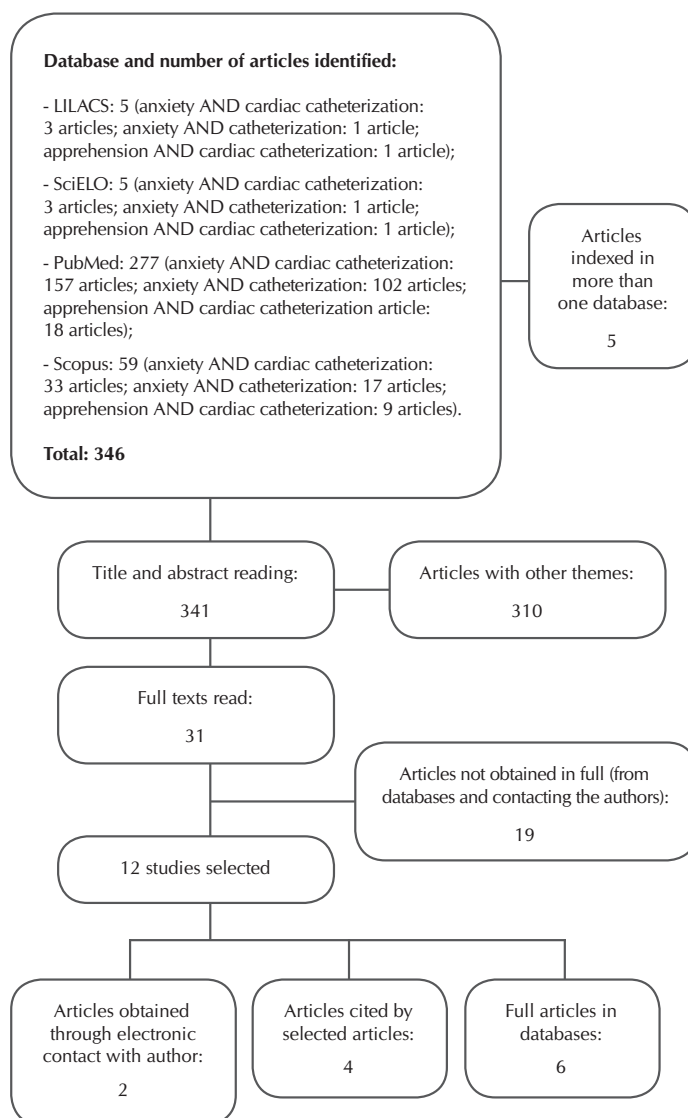 Database and number of articles identified:
- LILACS: 5 (anxiety AND cardiac catheterization:
3 articles; anxiety AND catheterization: 1 article;
apprehension AND cardiac catheterization: 1 article);
- SciELO: 5 (anxiety AND cardiac catheterization:
3 articles; anxiety AND catheterization: 1 article;
apprehension AND cardiac catheterization: 1 article);
- PubMed: 277 (anxiety AND cardiac catheterization:
157 articles; anxiety AND catheterization: 102 articles;
apprehension AND cardiac catheterization article:
18 articles);
- Scopus: 59 (anxiety AND cardiac catheterization:
33 articles; anxiety AND catheterization: 17 articles;
apprehension AND cardiac catheterization: 9 articles).
Total: 346
Articles
indexed in
more than
one database:
5
Title and abstract reading:
341
Articles with other themes:
310
Full texts read:
31
Articles not obtained in full (from
databases and contacting the authors):
19
12 studies selected
Articles obtained
through electronic
contact with author:
2
Articles cited by
selected articles:
4
Full articles in
databases:
6